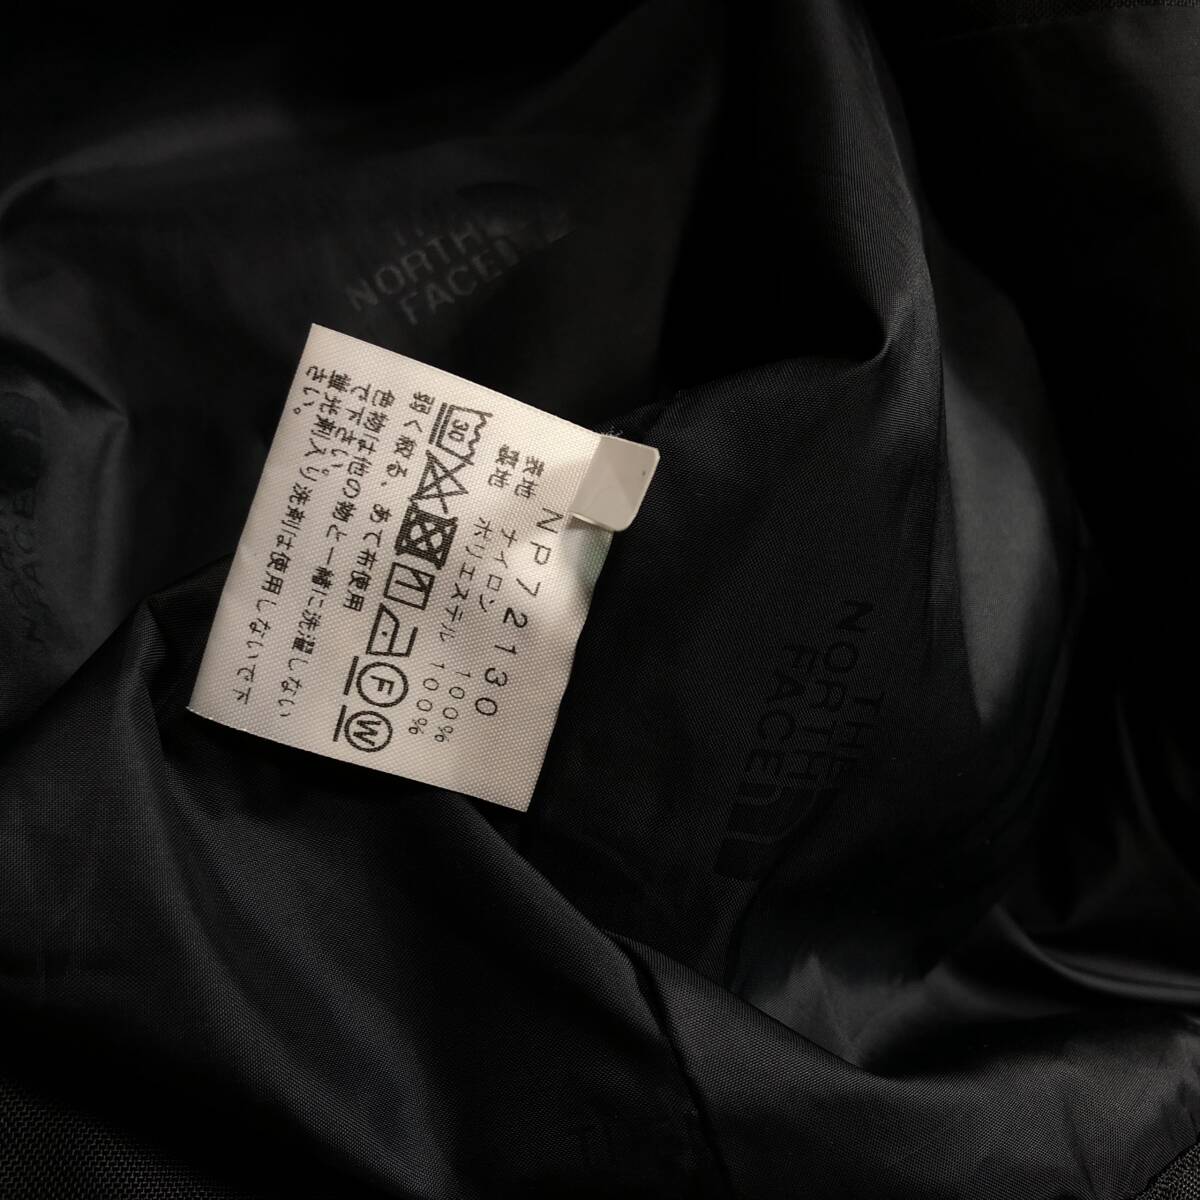 NP72130
表地 ナイロン 100%
裏地 ポリエステル 100%
30 F W
弱く絞る、あて布使用
色物は他の物と一緒に洗濯しない
で下さい。
蛍光剤入り洗剤は使用しないで下
さい。
NORTH
FACE
THE
NORTH
FACE